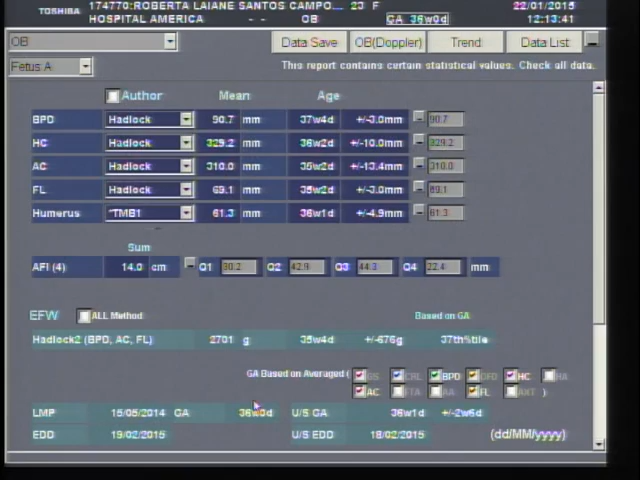 TOSHIBA 174770:ROBERTA LAIANE SANTOS CAMPO... 23 F 22/01/2015
HOSPITAL AMERICA - - OB GA 36w0d 12:13:41
OB Data Save OB(Doppler) Trend Data List
Fetus A This report contains certain statistical values. Check all data.
Author Mean Age
BPD Hadlock 90.7 mm 37w4d +/-3.0mm 90.7
HC Hadlock 329.2 mm 36w2d +/-10.0mm 329.2
AC Hadlock 310.0 mm 35w2d +/-13.4mm 310.0
FL Hadlock 69.1 mm 35w2d +/-3.0mm 69.1
Humerus *TMB1 61.3 mm 36w1d +/-4.9mm 61.3
Sum
AFI (4) 14.0 cm Q1 30.2 Q2 42.9 Q3 44.3 Q4 22.4 mm
EFW ALL Method Based on GA
Hadlock2 (BPD, AC, FL) 2701 g 35w4d +/-676g 37th%tile
GA Based on Averaged ( GS CRL BPD OFD HC HA
AC FTA AA FL AXT )
LMP 15/05/2014 GA 36w0d U/S GA 36w1d +/-2w6d
EDD 19/02/2015 U/S EDD 18/02/2015 (dd/MM/yyyy)